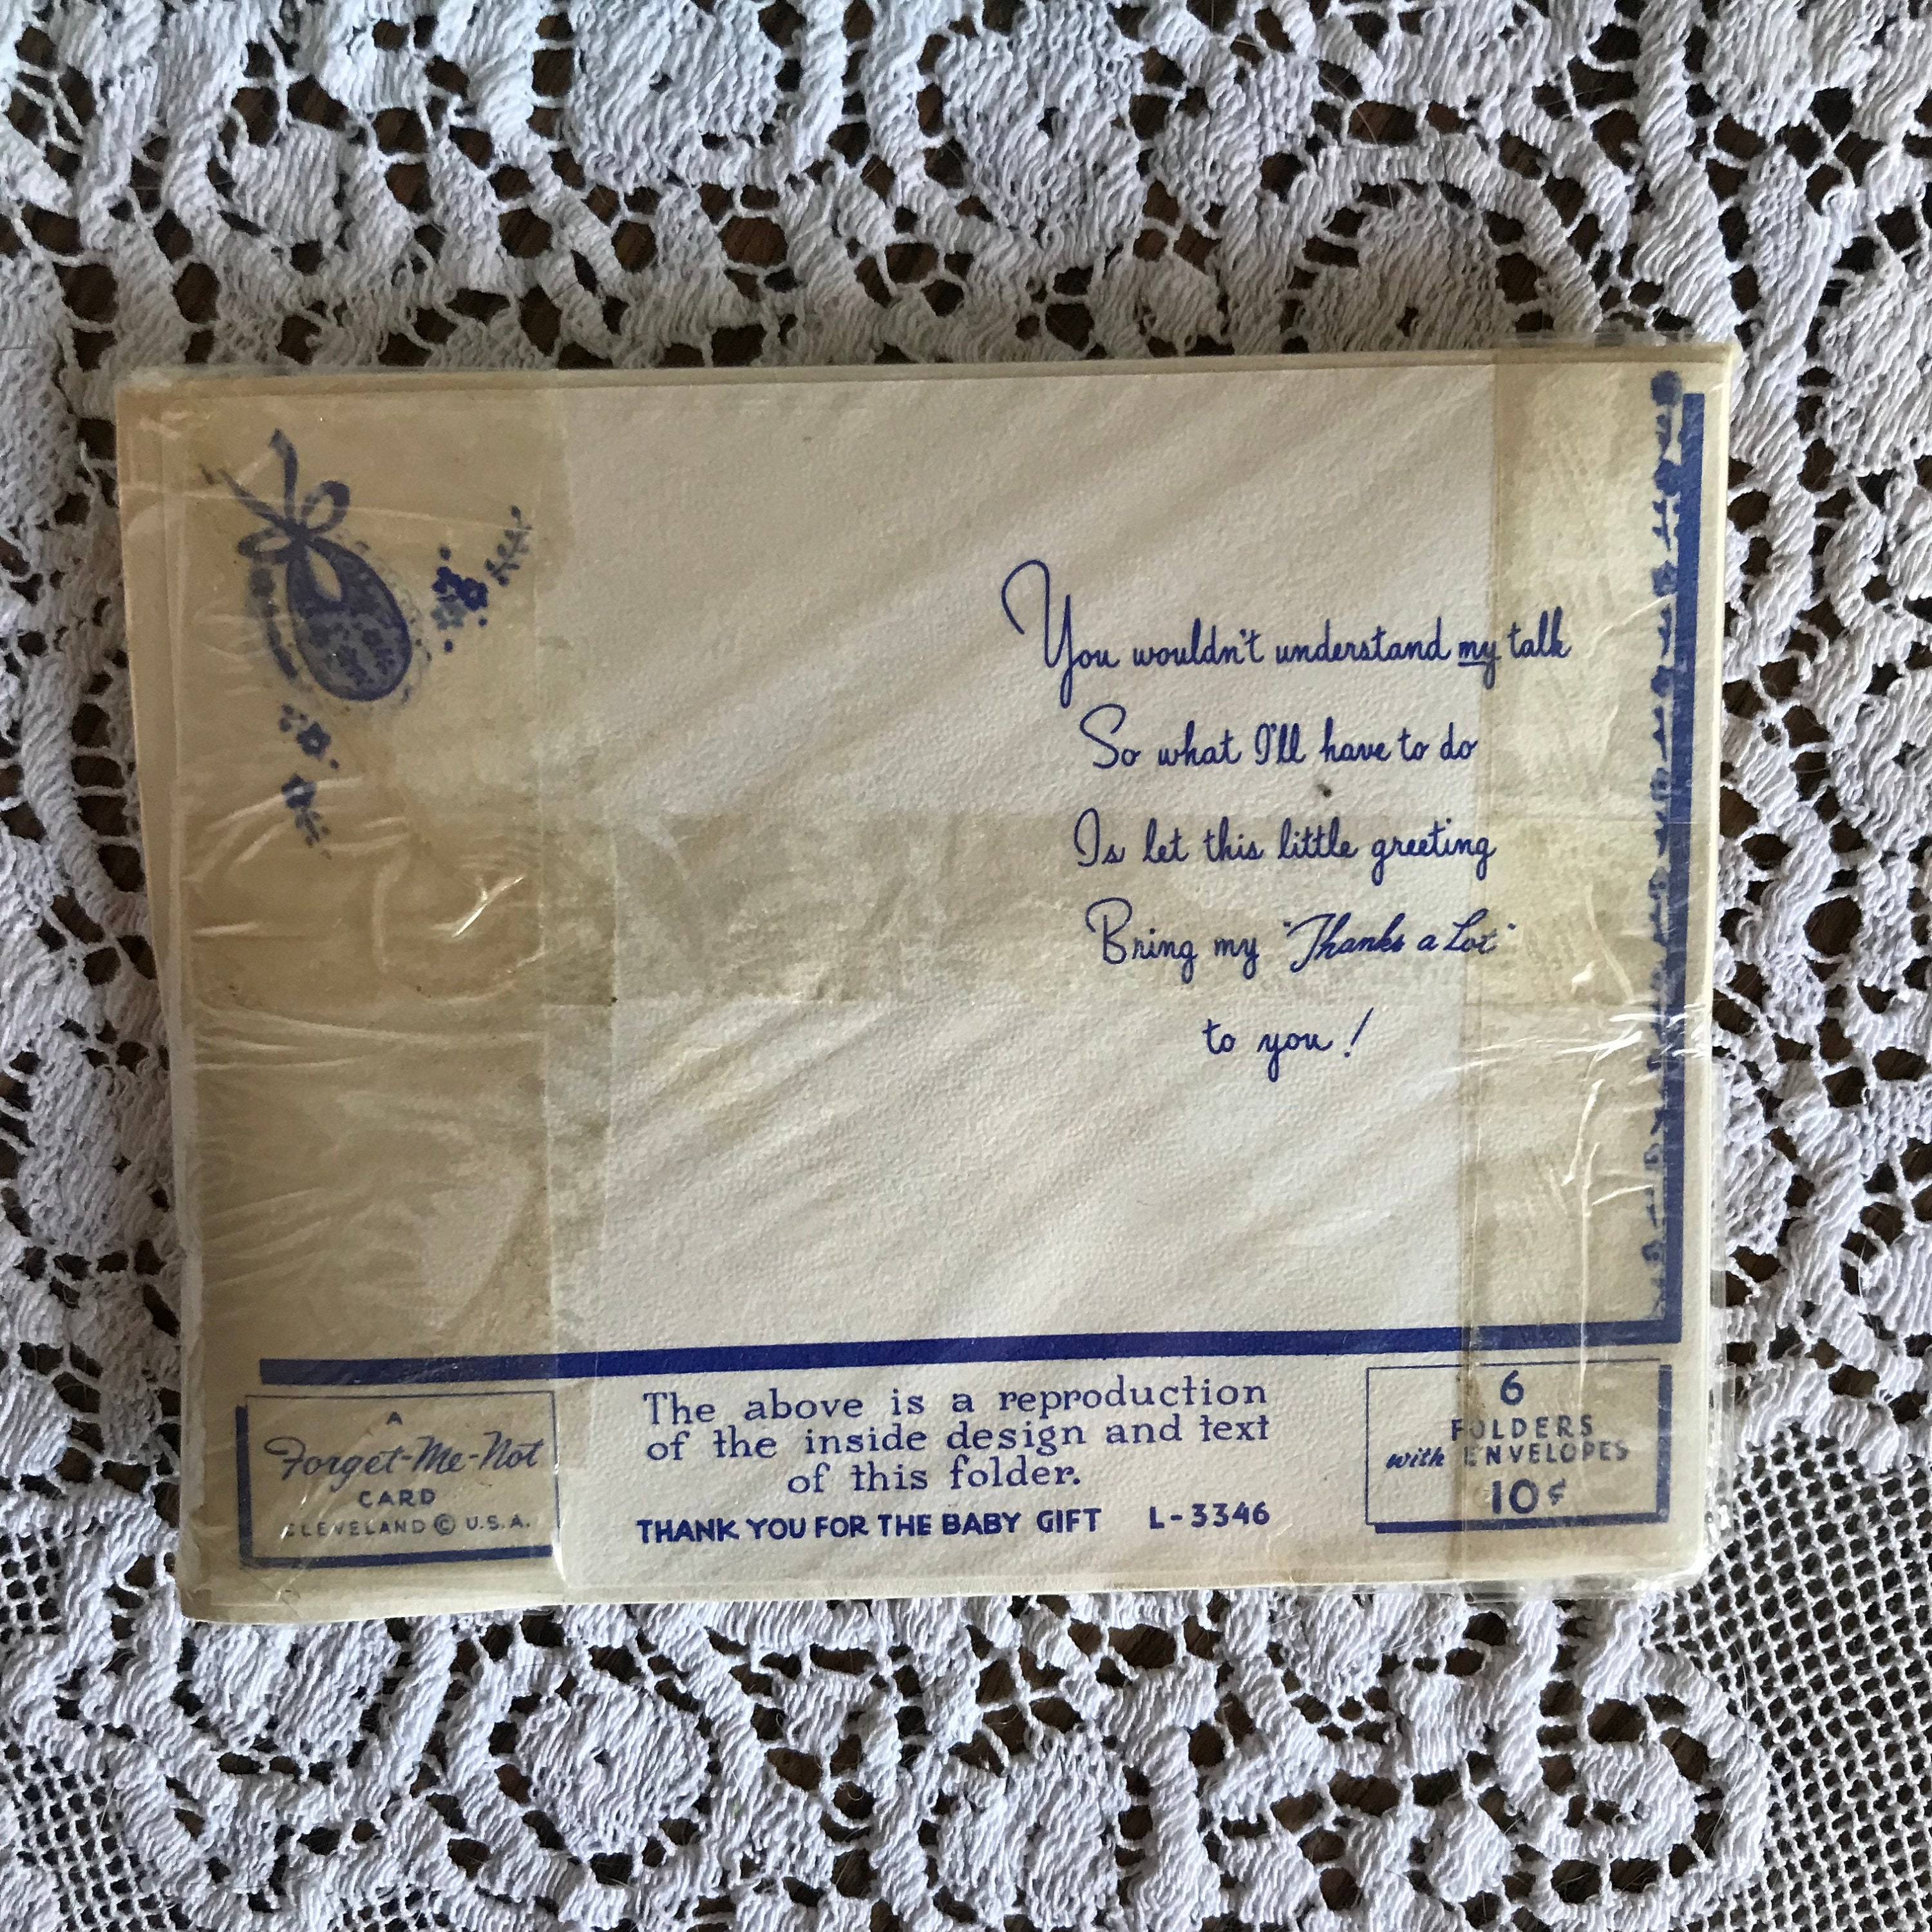 You wouldn't understand my talk
So what I'll have to do
Is let this little greeting
Bring my "Thanks a Lot"
to you!
A
Forget-Me-Not
CARD
CLEVELAND © U.S.A.
The above is a reproduction
of the inside design and text
of this folder.
THANK YOU FOR THE BABY GIFT L-3346
6
FOLDERS
with ENVELOPES
10¢